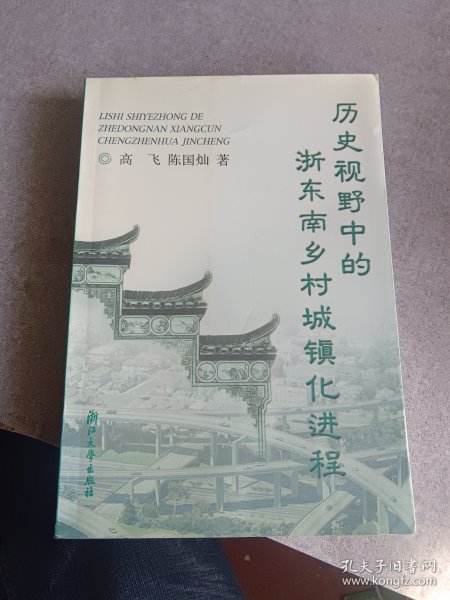 LISHI SHIYEZHONG DE
ZHEDONGNAN XIANGCUN
CHENGZHENHUA JINCHENG
◎ 高 飞 陈国灿 著
历史视野中的
浙东南乡村城镇化进程
浙江大学出版社
孔夫子旧书网
www.kongfz.com